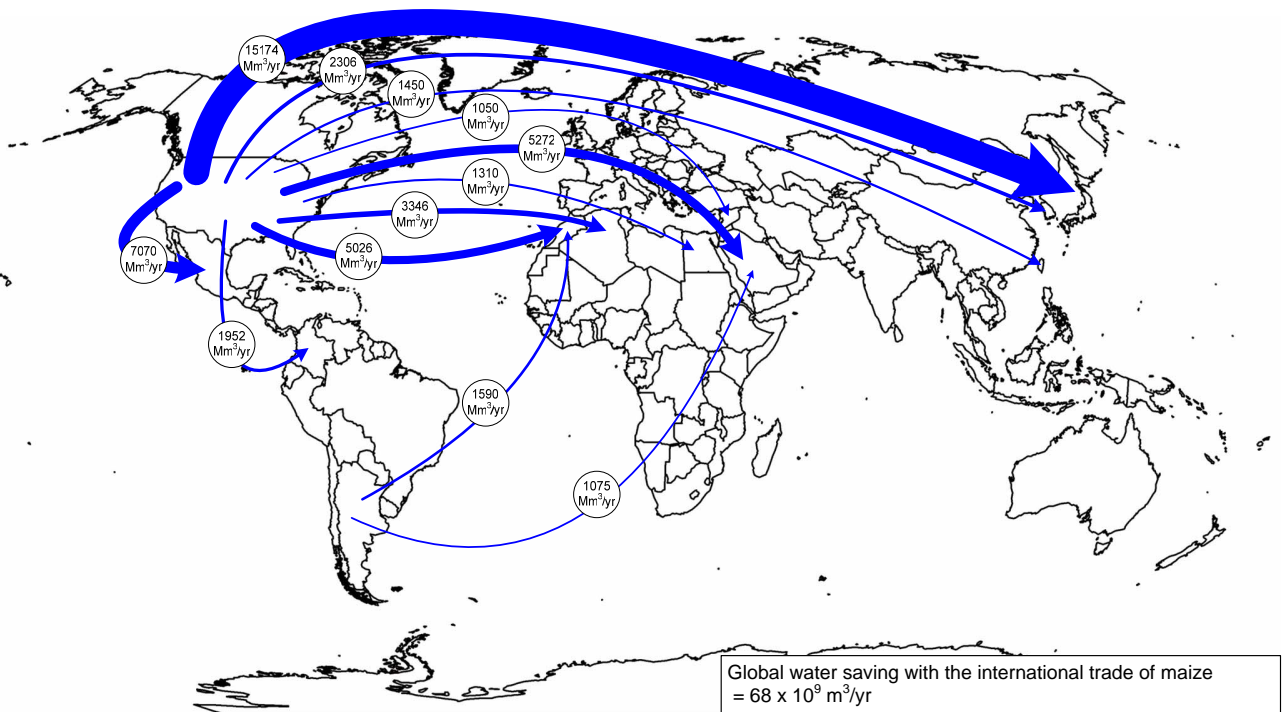 15174
Mm³/yr
2306
Mm³/yr
1450
Mm³/yr
1050
Mm³/yr
5272
Mm³/yr
1310
Mm³/yr
3346
Mm³/yr
5026
Mm³/yr
7070
Mm³/yr
1952
Mm³/yr
1590
Mm³/yr
1075
Mm³/yr
Global water saving with the international trade of maize
= 68 x 10⁹ m³/yr